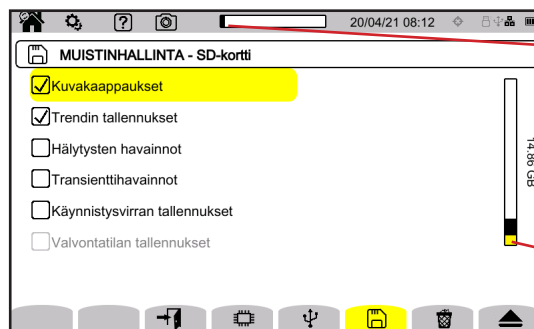 20/04/21 08:12
MUISTINHALLINTA - SD-kortti
Kuvakaappaukset
Trendin tallennukset
Hälytysten havainnot
Transienttihavainnot
Käynnistysvirran tallennukset
Valvontatilan tallennukset
14.86 GB